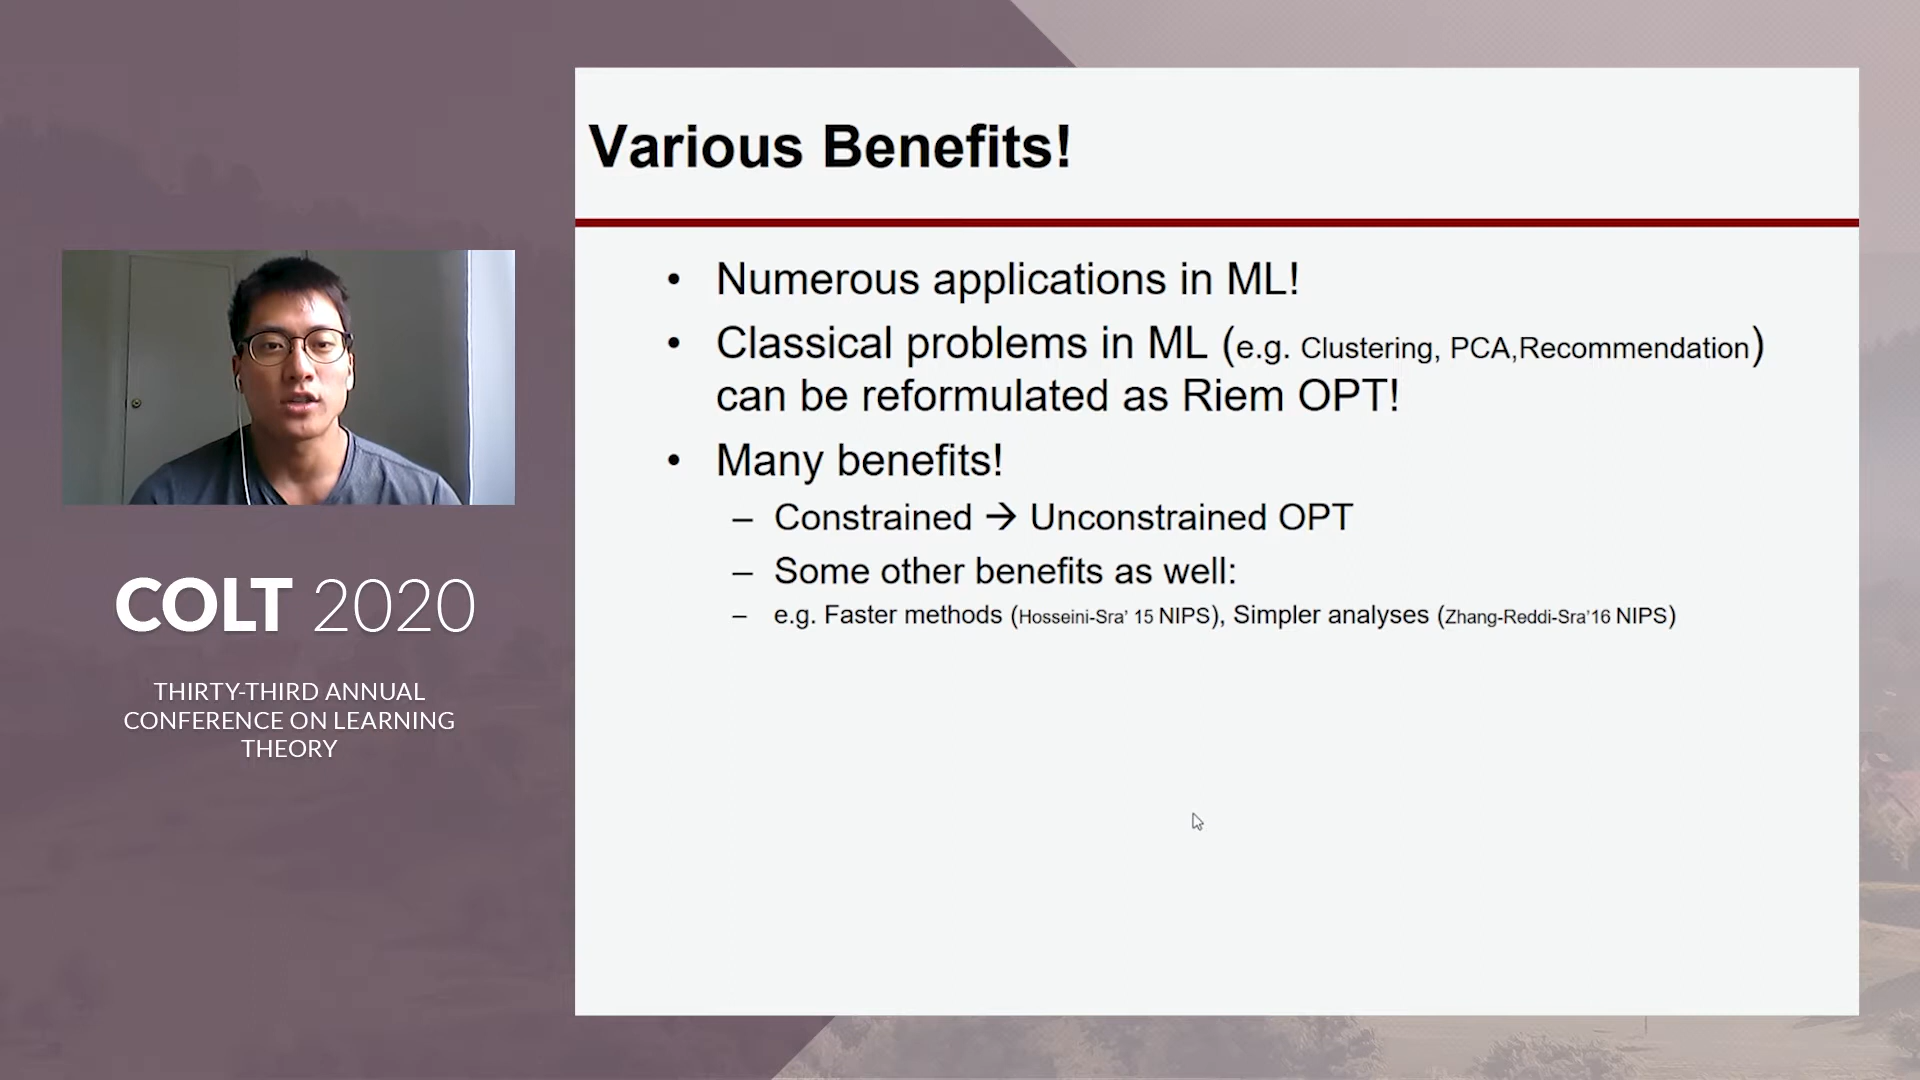 Various Benefits!
• Numerous applications in ML!
• Classical problems in ML (e.g. Clustering, PCA,Recommendation)
can be reformulated as Riem OPT!
• Many benefits!
– Constrained → Unconstrained OPT
– Some other benefits as well:
– e.g. Faster methods (Hosseini-Sra' 15 NIPS), Simpler analyses (Zhang-Reddi-Sra'16 NIPS)
COLT 2020
THIRTY-THIRD ANNUAL
CONFERENCE ON LEARNING
THEORY